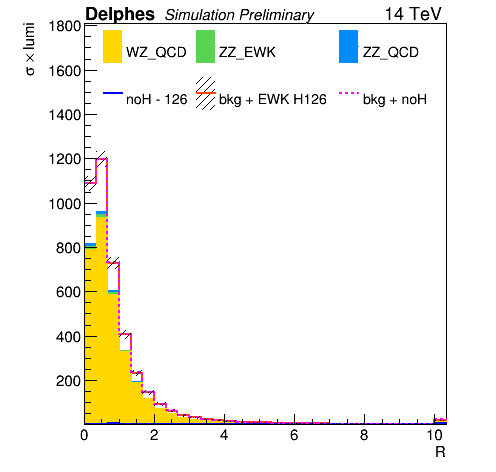 Delphes Simulation Preliminary 14 TeV
σ × lumi
1800
1600
1400
1200
1000
800
600
400
200
WZ_QCD ZZ_EWK ZZ_QCD
noH - 126 bkg + EWK H126 bkg + noH
0 2 4 6 8 10
R